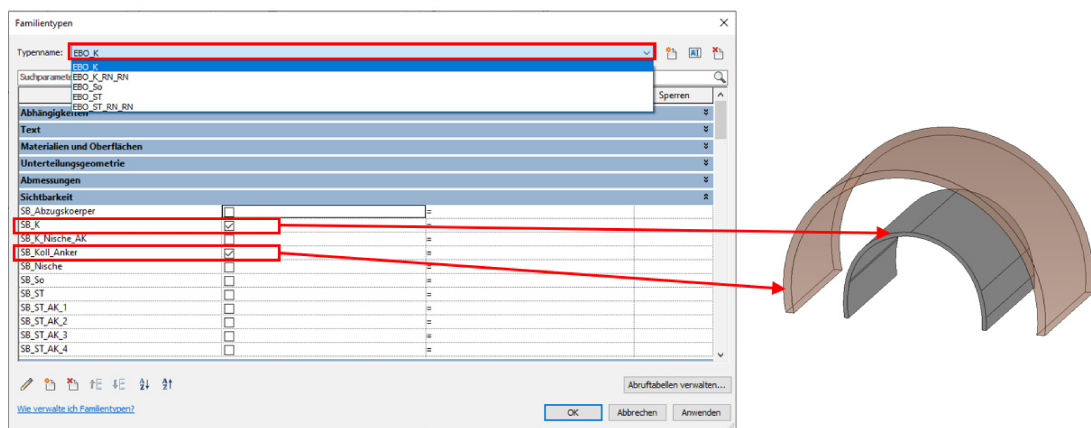 Familientypen
Typenname: EBO_K
EBO_K
Suchparameter EBO_K_RN_RN
EBO_So
EBO_ST
Sperren
EBO_ST_RN_RN
Abhängigkeiten
Text
Materialien und Oberflächen
Unterteilungsgeometrie
Abmessungen
Sichtbarkeit
SB_Abzugskoerper =
SB_K =
SB_K_Nische_AK =
SB_Koll_Anker =
SB_Nische =
SB_So =
SB_ST =
SB_ST_AK_1 =
SB_ST_AK_2 =
SB_ST_AK_3 =
SB_ST_AK_4 =
Abruftabellen verwalten...
Wie verwalte ich Familientypen?
OK Abbrechen Anwenden